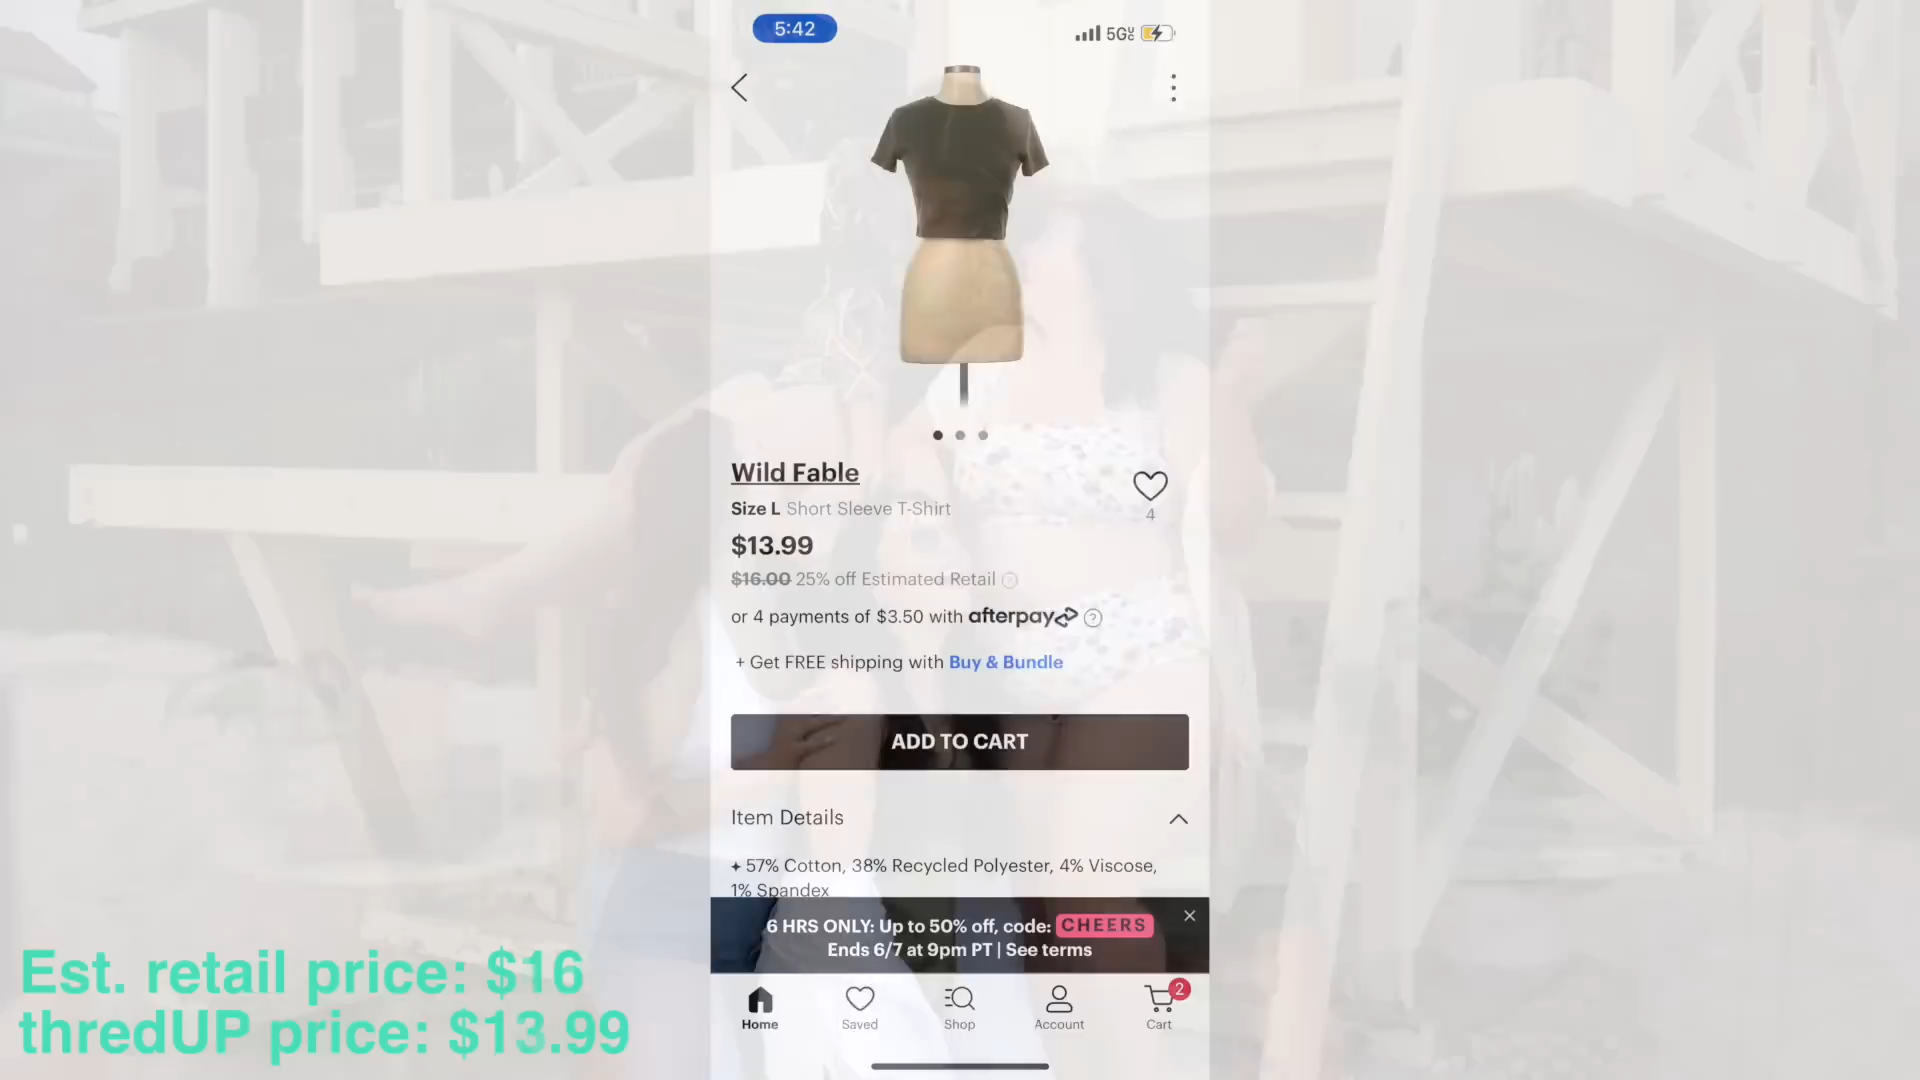 5:42
5G
Wild Fable
Size L Short Sleeve T-Shirt
4
$13.99
$16.00 25% off Estimated Retail ?
or 4 payments of $3.50 with afterpay ?
+ Get FREE shipping with Buy & Bundle
ADD TO CART
Item Details
57% Cotton, 38% Recycled Polyester, 4% Viscose,
1% Spandex
6 HRS ONLY: Up to 50% off, code: CHEERS
Ends 6/7 at 9pm PT | See terms
2
Home Saved Shop Account Cart
Est. retail price: $16
thredUP price: $13.99